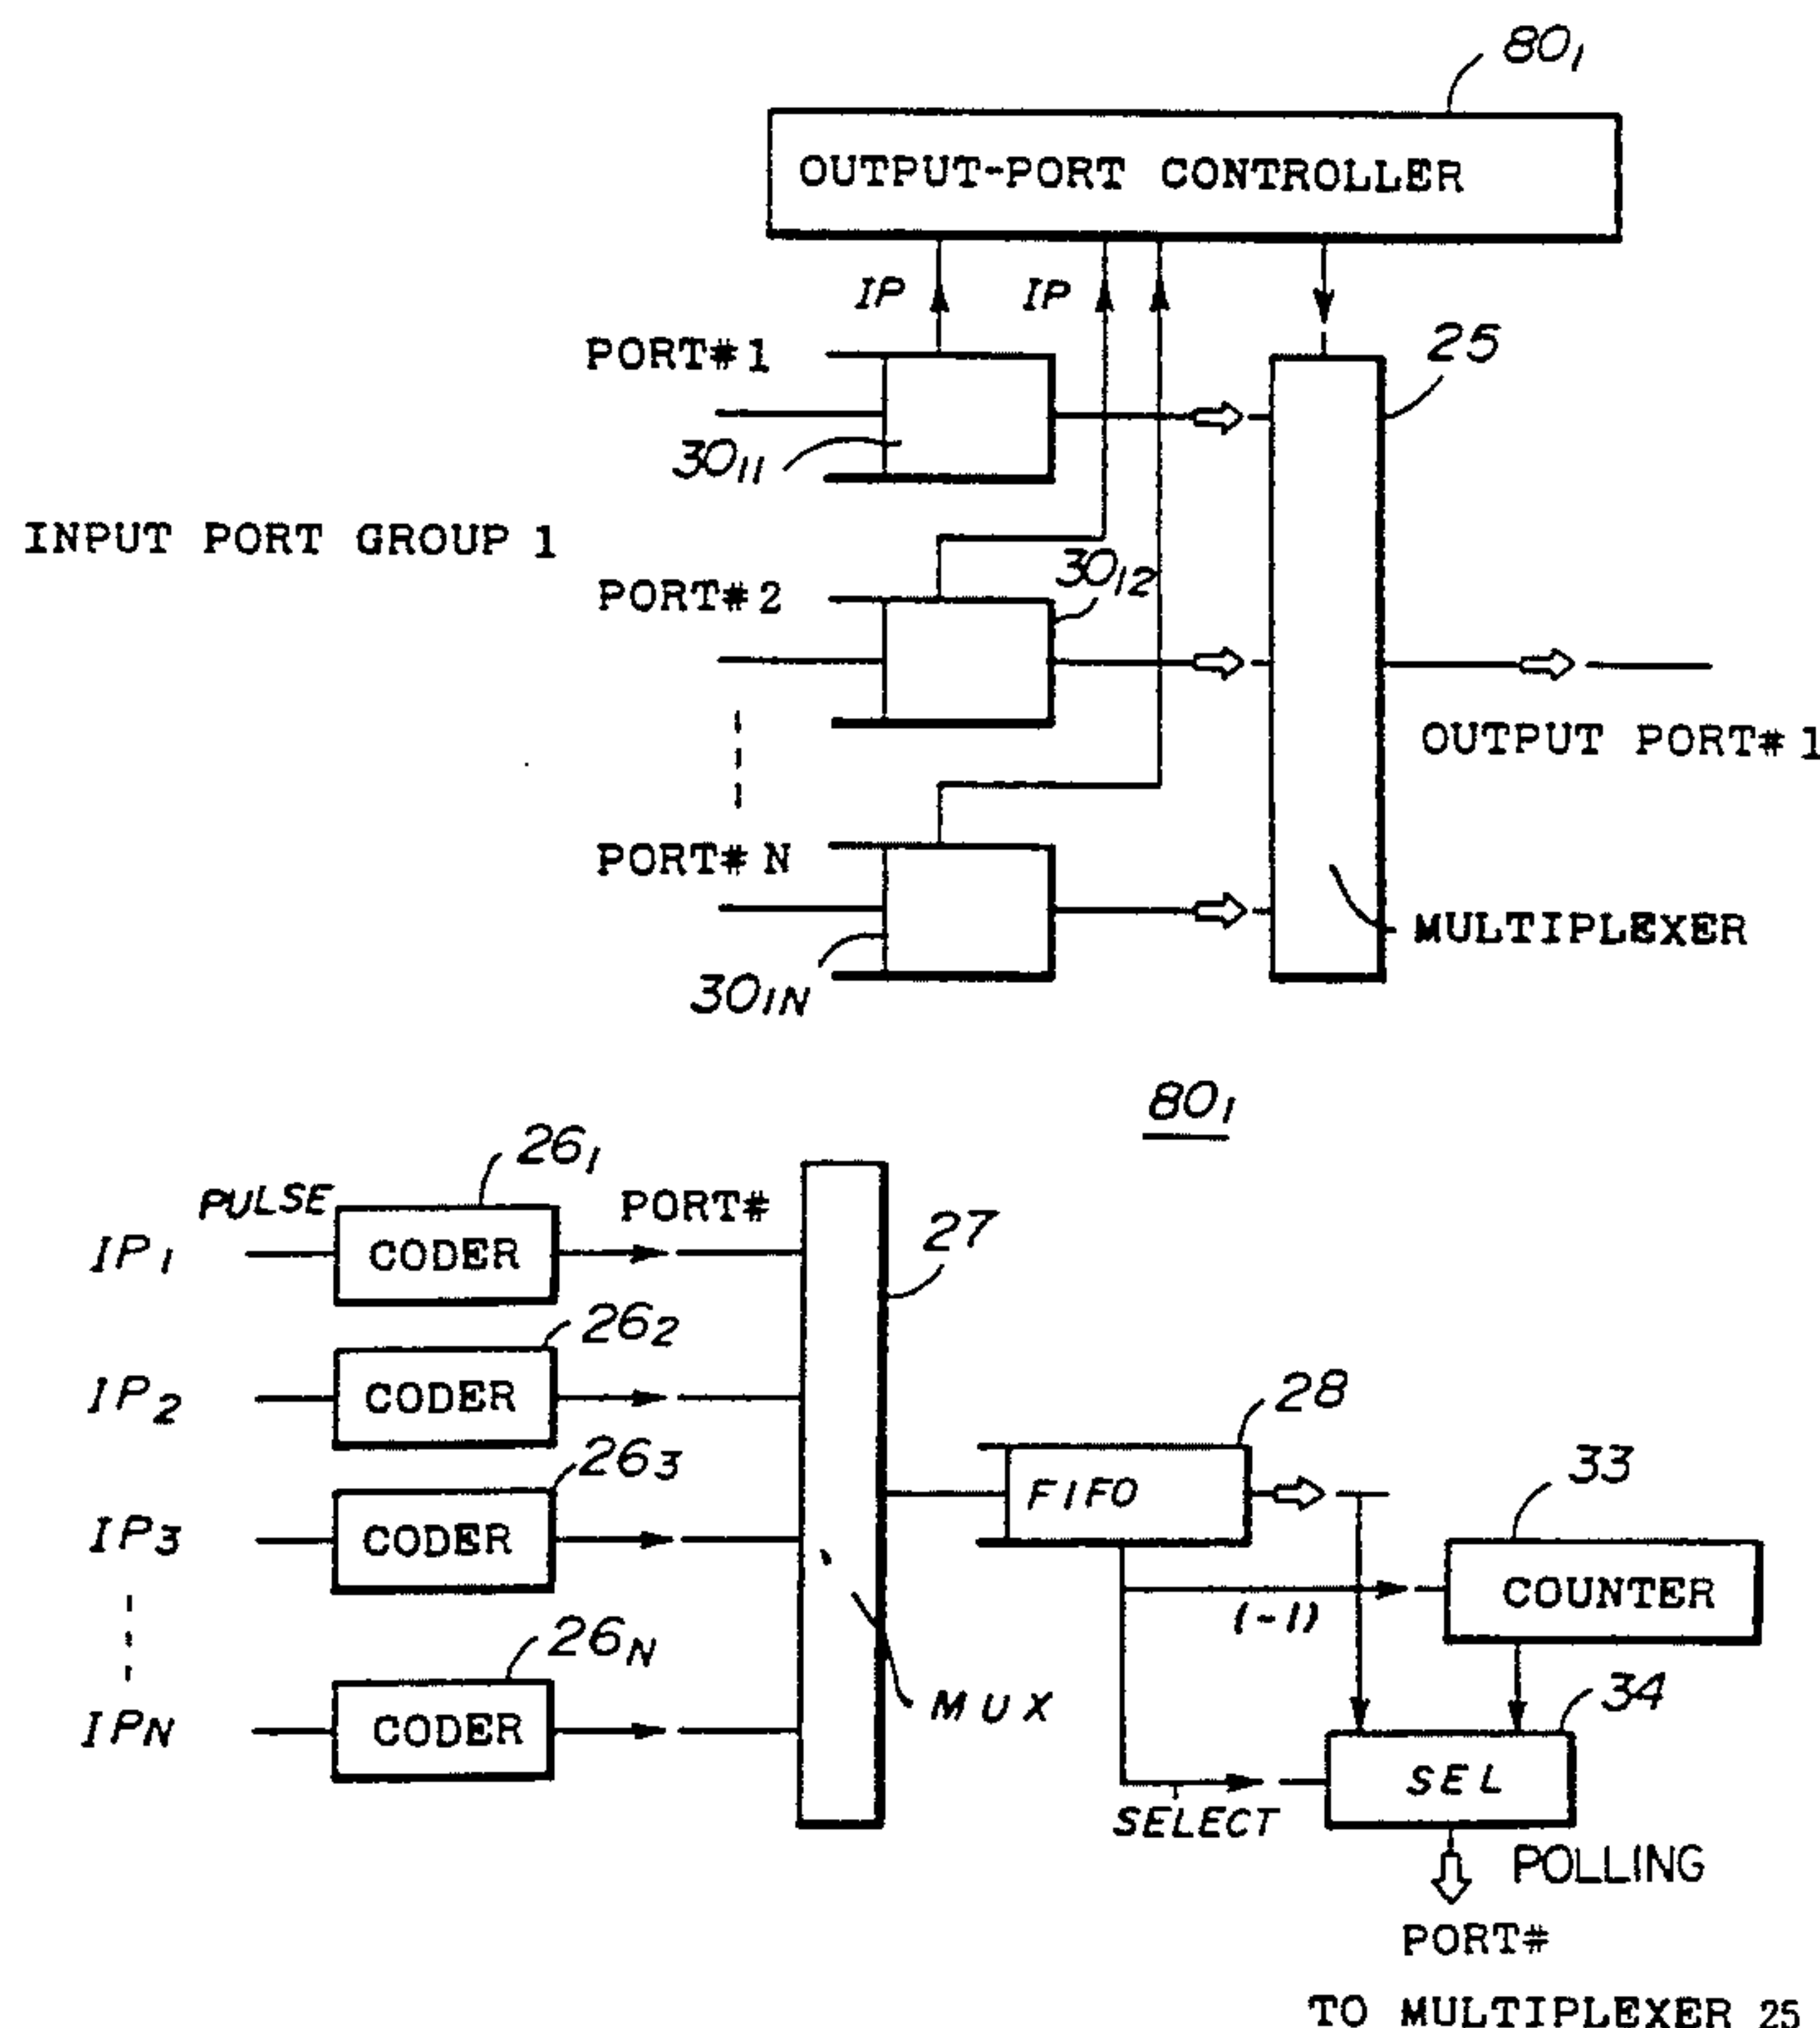 80₁
OUTPUT-PORT CONTROLLER
IP IP
PORT#1
25
30₁₁
INPUT PORT GROUP 1
30₁₂
PORT#2
OUTPUT PORT#1
PORT#N
MULTIPLEXER
30₁N
80₁
26₁
PULSE
PORT#
27
IP₁
CODER
26₂
IP₂
CODER
28
26₃
33
IP₃
CODER
FIFO
COUNTER
(-1)
26N
34
MUX
IPN
CODER
SEL
SELECT
POLLING
PORT#
TO MULTIPLEXER 25